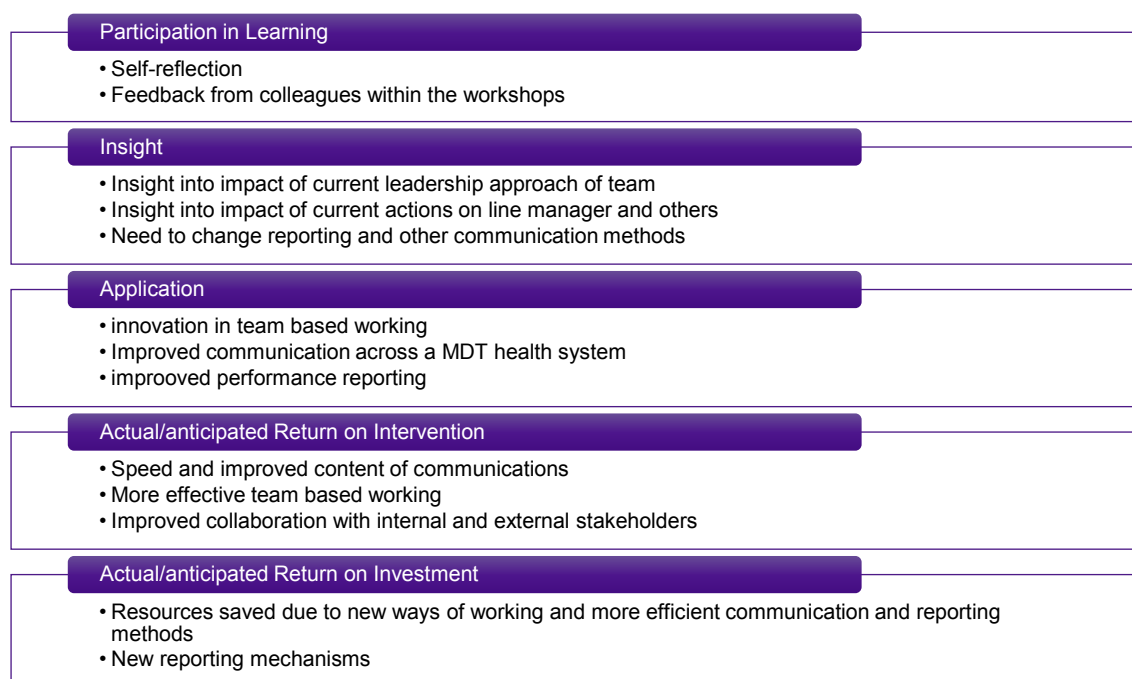 Participation in Learning
• Self-reflection
• Feedback from colleagues within the workshops
Insight
• Insight into impact of current leadership approach of team
• Insight into impact of current actions on line manager and others
• Need to change reporting and other communication methods
Application
• innovation in team based working
• Improved communication across a MDT health system
• improoved performance reporting
Actual/anticipated Return on Intervention
• Speed and improved content of communications
• More effective team based working
• Improved collaboration with internal and external stakeholders
Actual/anticipated Return on Investment
• Resources saved due to new ways of working and more efficient communication and reporting
methods
• New reporting mechanisms